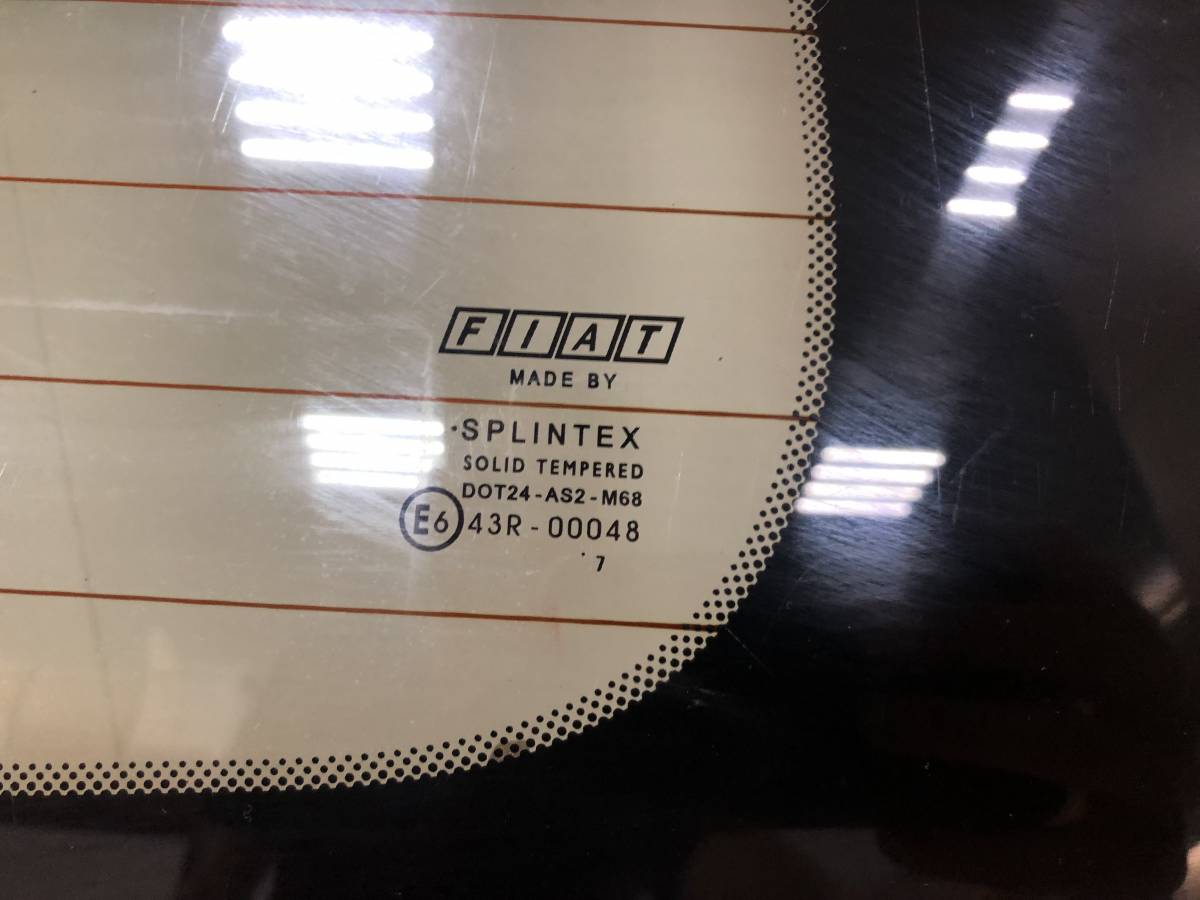 FIAT
MADE BY
SPLINTEX
SOLID TEMPERED
DOT24-AS2-M68
E6 43R-00048
. 7